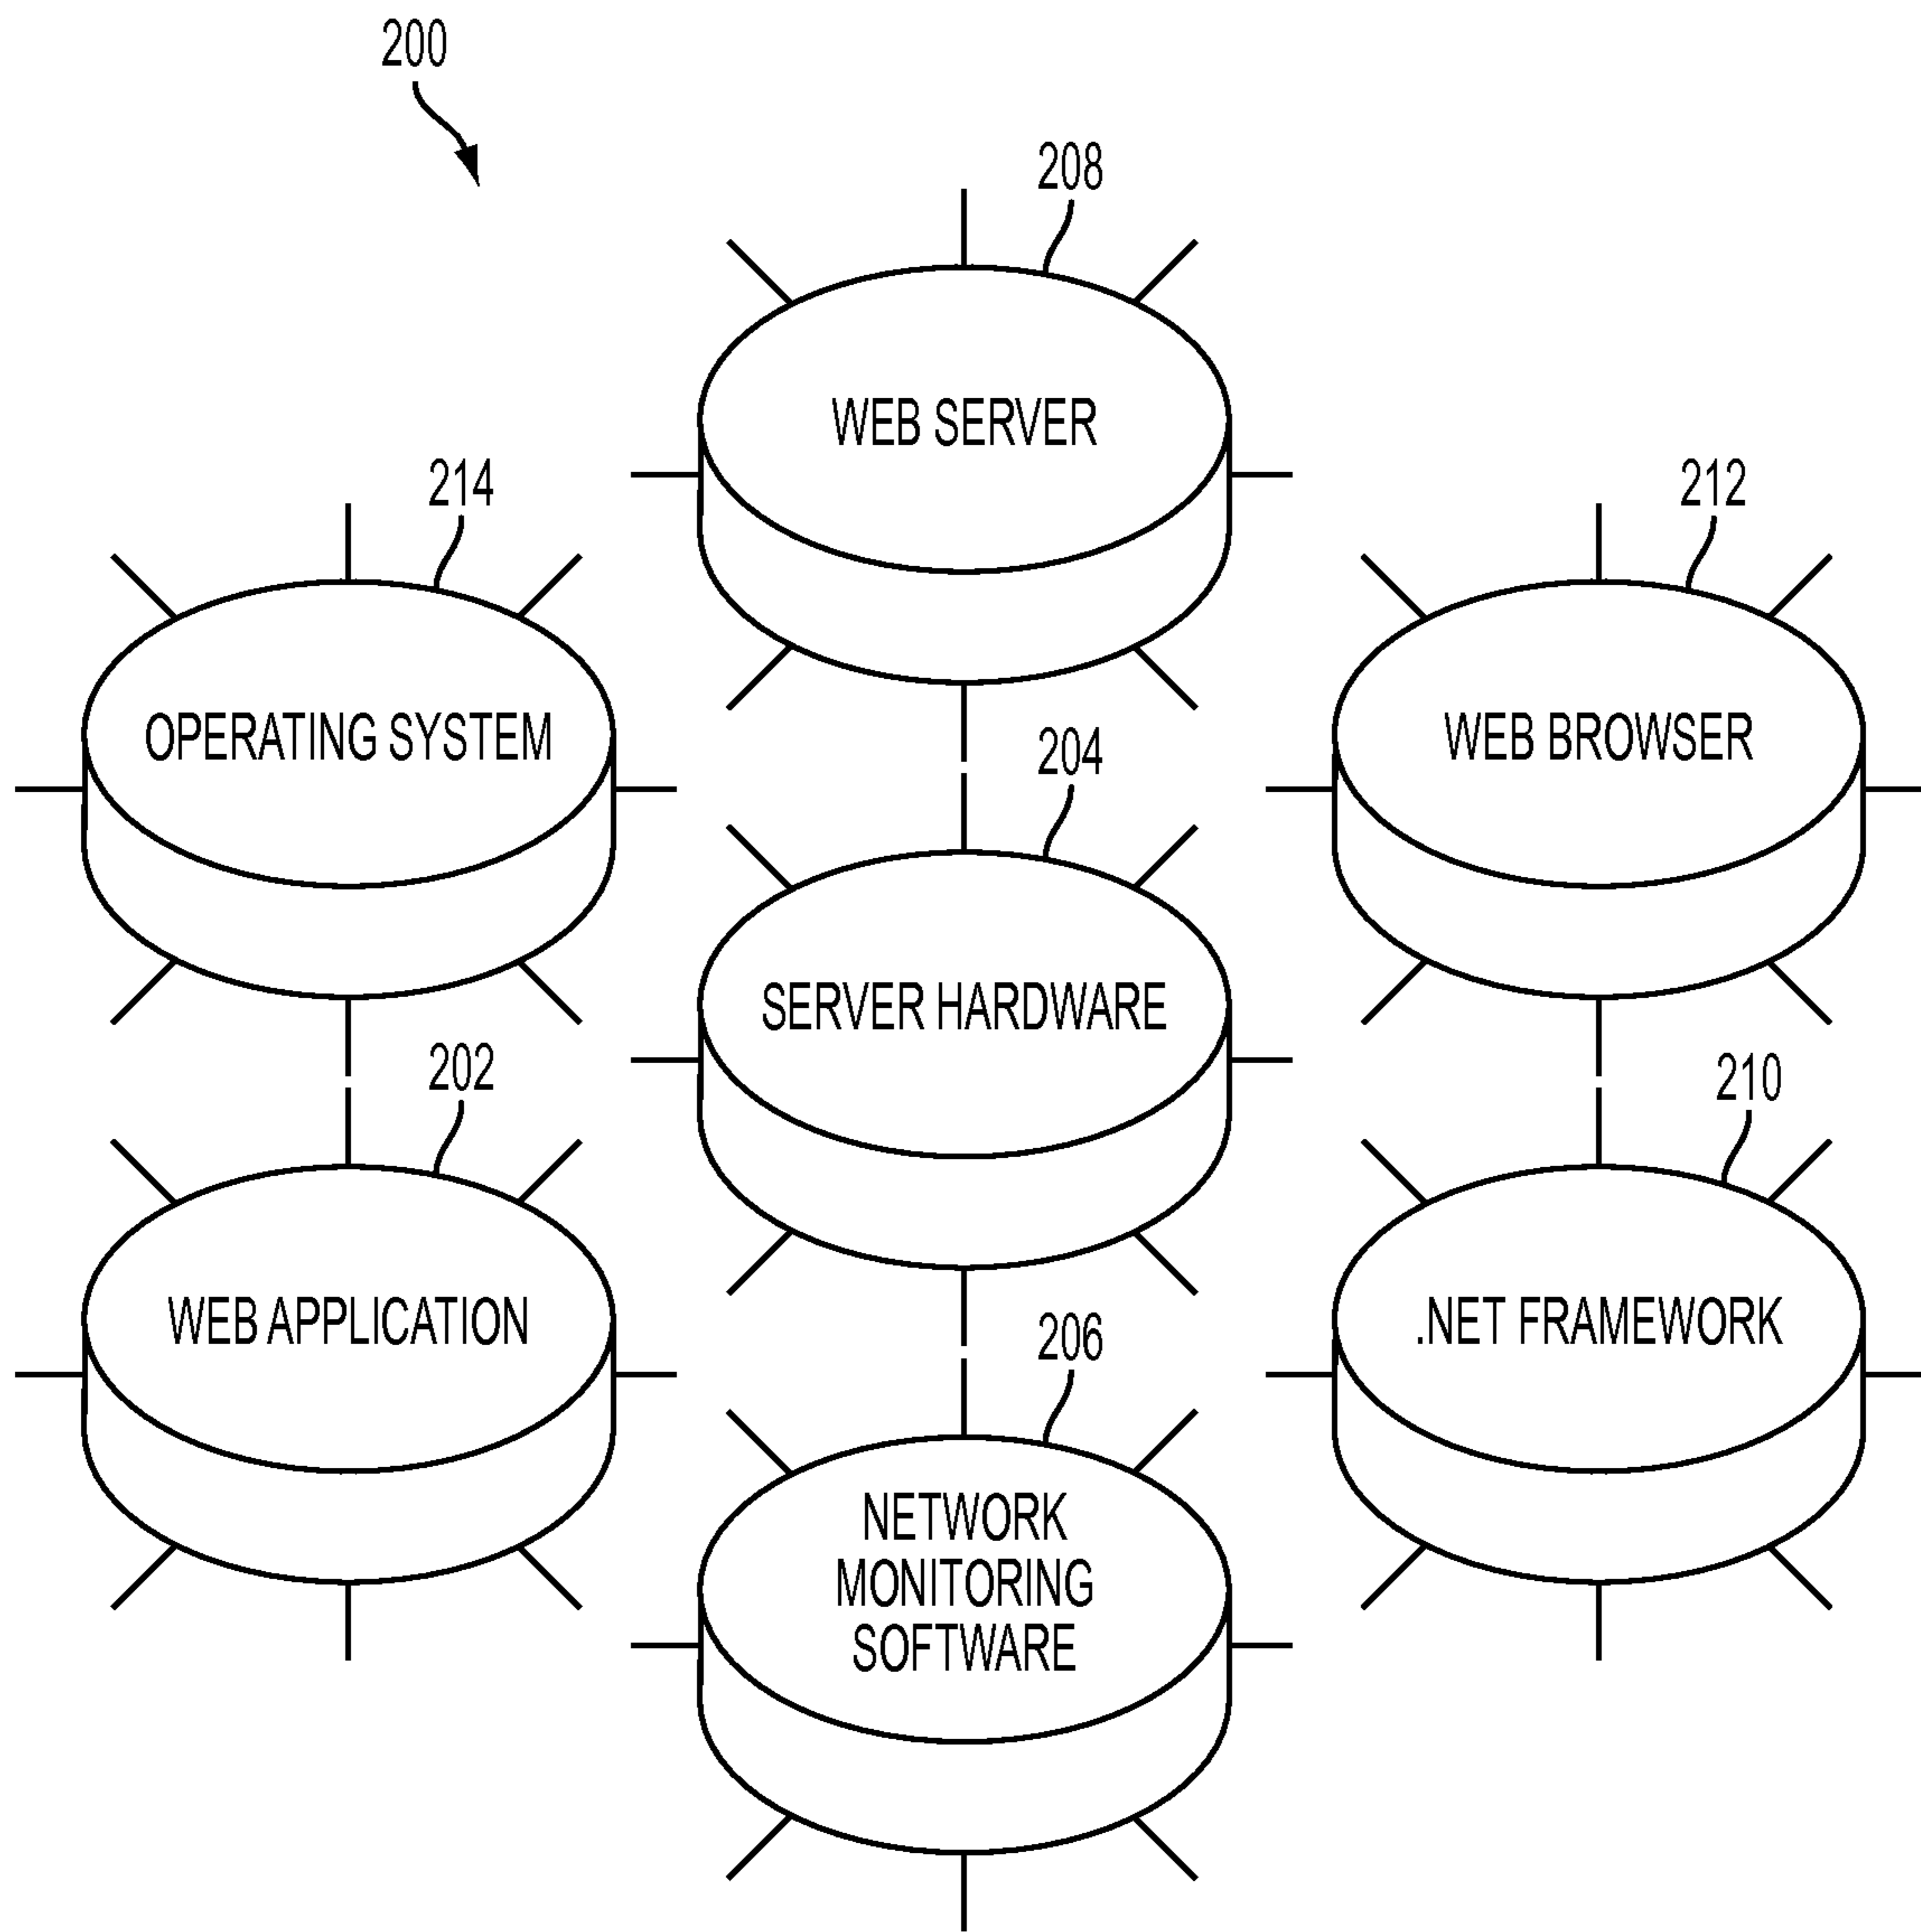 200
208
WEB SERVER
214
OPERATING SYSTEM
212
WEB BROWSER
204
SERVER HARDWARE
202
WEB APPLICATION
210
.NET FRAMEWORK
206
NETWORK
MONITORING
SOFTWARE